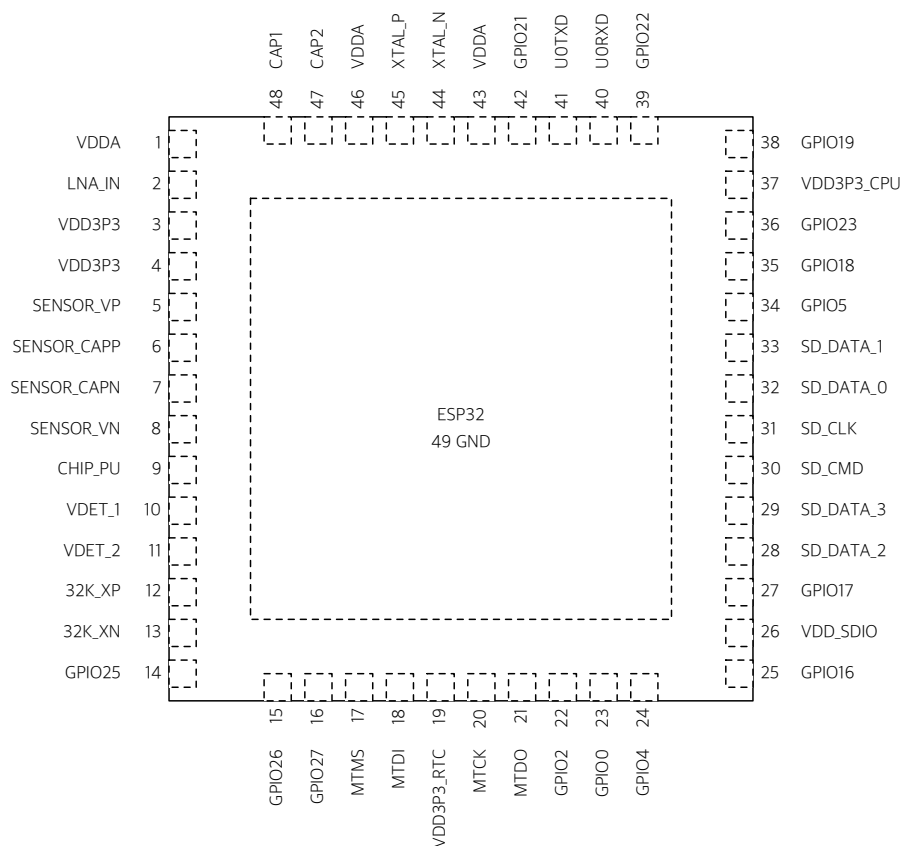 CAP1
CAP2
VDDA
XTAL_P
XTAL_N
VDDA
GPIO21
U0TXD
U0RXD
GPIO22
48
47
46
45
44
43
42
41
40
39
VDDA 1
LNA_IN 2
VDD3P3 3
VDD3P3 4
SENSOR_VP 5
SENSOR_CAPP 6
SENSOR_CAPN 7
SENSOR_VN 8
CHIP_PU 9
VDET_1 10
VDET_2 11
32K_XP 12
32K_XN 13
GPIO25 14
ESP32
49 GND
38 GPIO19
37 VDD3P3_CPU
36 GPIO23
35 GPIO18
34 GPIO5
33 SD_DATA_1
32 SD_DATA_0
31 SD_CLK
30 SD_CMD
29 SD_DATA_3
28 SD_DATA_2
27 GPIO17
26 VDD_SDIO
25 GPIO16
15
16
17
18
19
20
21
22
23
24
GPIO26
GPIO27
MTMS
MTDI
VDD3P3_RTC
MTCK
MTDO
GPIO2
GPIO0
GPIO4